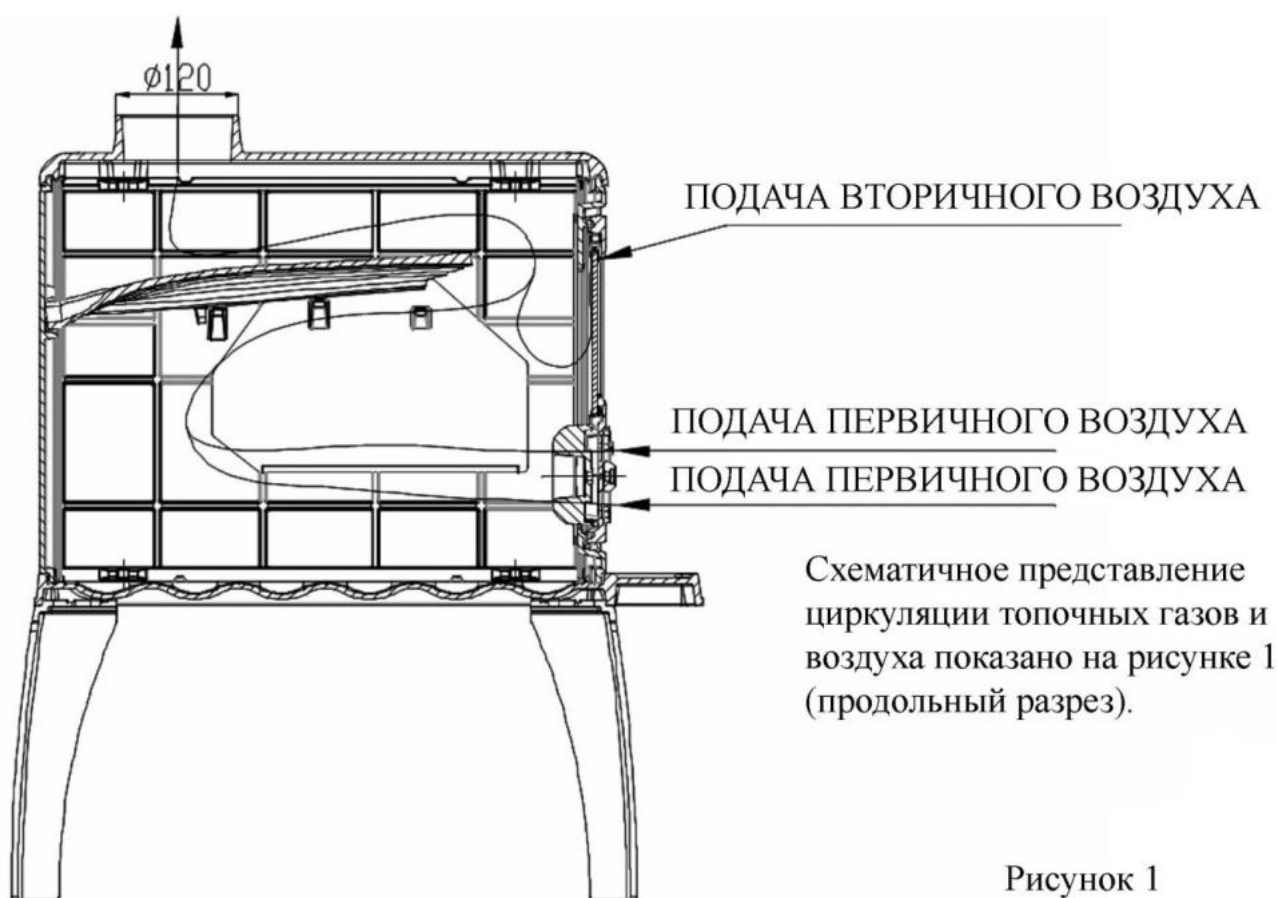 ø120
ПОДАЧА ВТОРИЧНОГО ВОЗДУХА
ПОДАЧА ПЕРВИЧНОГО ВОЗДУХА
ПОДАЧА ПЕРВИЧНОГО ВОЗДУХА
Схематичное представление
циркуляции топочных газов и
воздуха показано на рисунке 1
(продольный разрез).
Рисунок 1